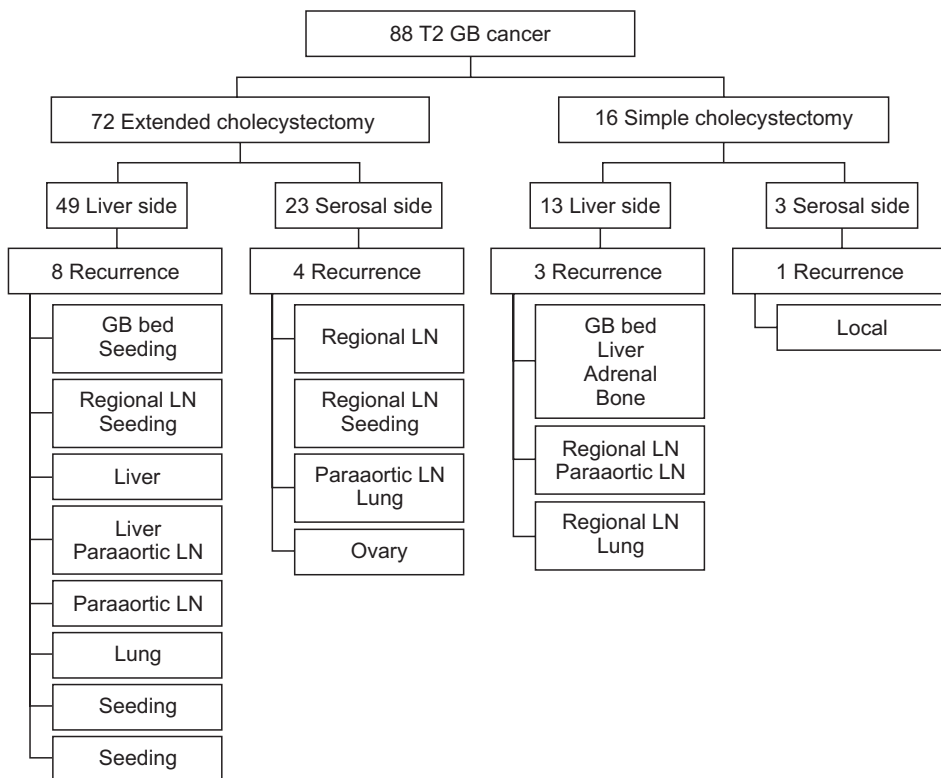 88 T2 GB cancer
72 Extended cholecystectomy
16 Simple cholecystectomy
49 Liver side
23 Serosal side
13 Liver side
3 Serosal side
8 Recurrence
4 Recurrence
3 Recurrence
1 Recurrence
GB bed
Seeding
Regional LN
Seeding
Liver
Liver
Paraaortic LN
Paraaortic LN
Lung
Seeding
Seeding
Regional LN
Regional LN
Seeding
Paraaortic LN
Lung
Ovary
GB bed
Liver
Adrenal
Bone
Regional LN
Paraaortic LN
Regional LN
Lung
Local